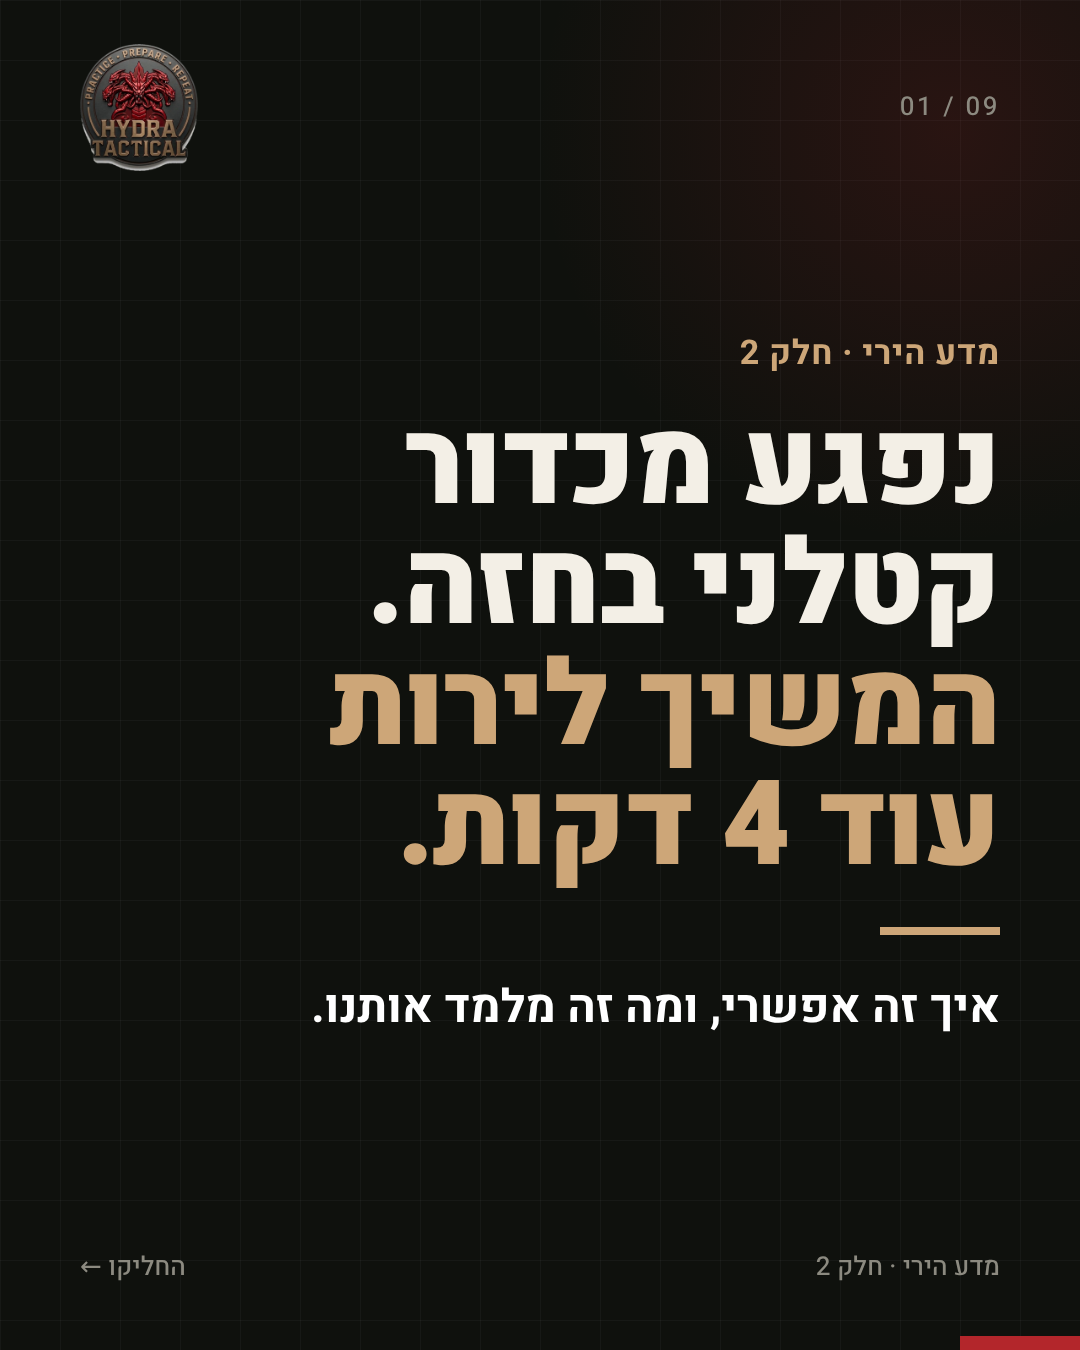 PRACTICE · PREPARE · REPEAT
HYDRA
TACTICAL
01 / 09
מדע הירי · חלק 2
נפגע מכדור
קטלני בחזה.
המשיך לירות
עוד 4 דקות.
איך זה אפשרי, ומה זה מלמד אותנו.
מדע הירי · חלק 2
החליקו ←